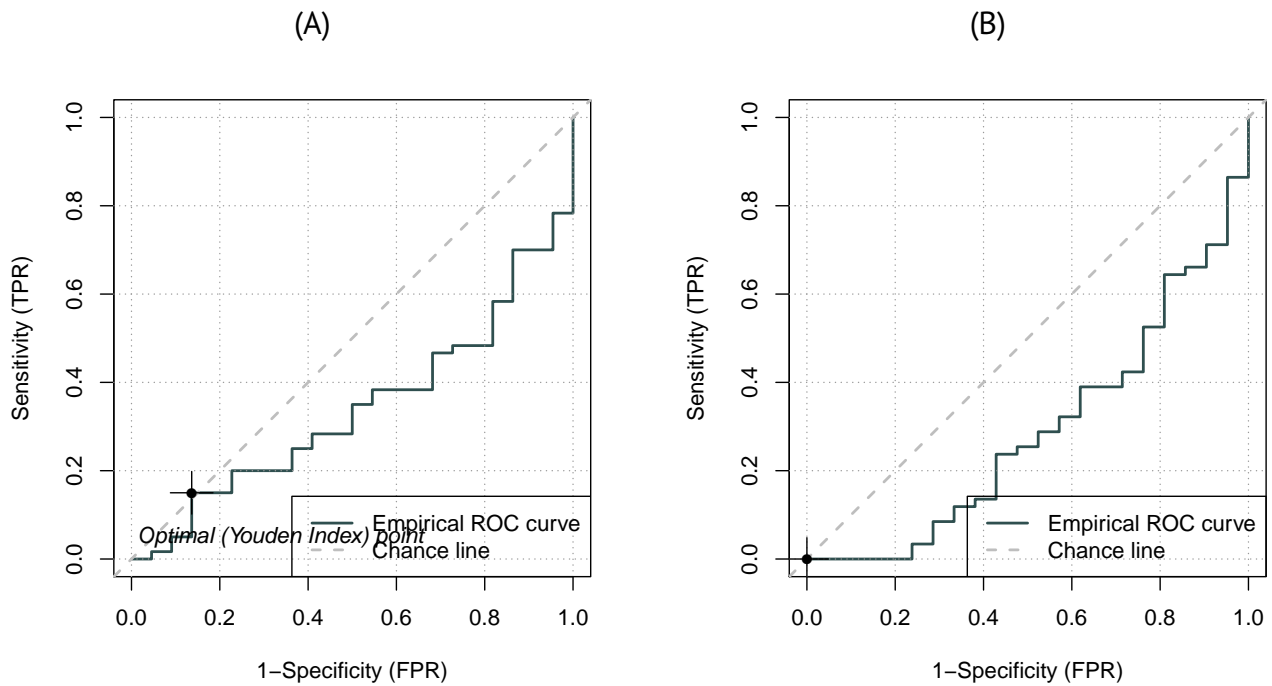 (A)
Sensitivity (TPR)
1.0
0.8
0.6
0.4
0.2
0.0
Optimal (Youden Index) point
Empirical ROC curve
Chance line
0.0 0.2 0.4 0.6 0.8 1.0
1−Specificity (FPR)
(B)
Sensitivity (TPR)
1.0
0.8
0.6
0.4
0.2
0.0
Empirical ROC curve
Chance line
0.0 0.2 0.4 0.6 0.8 1.0
1−Specificity (FPR)